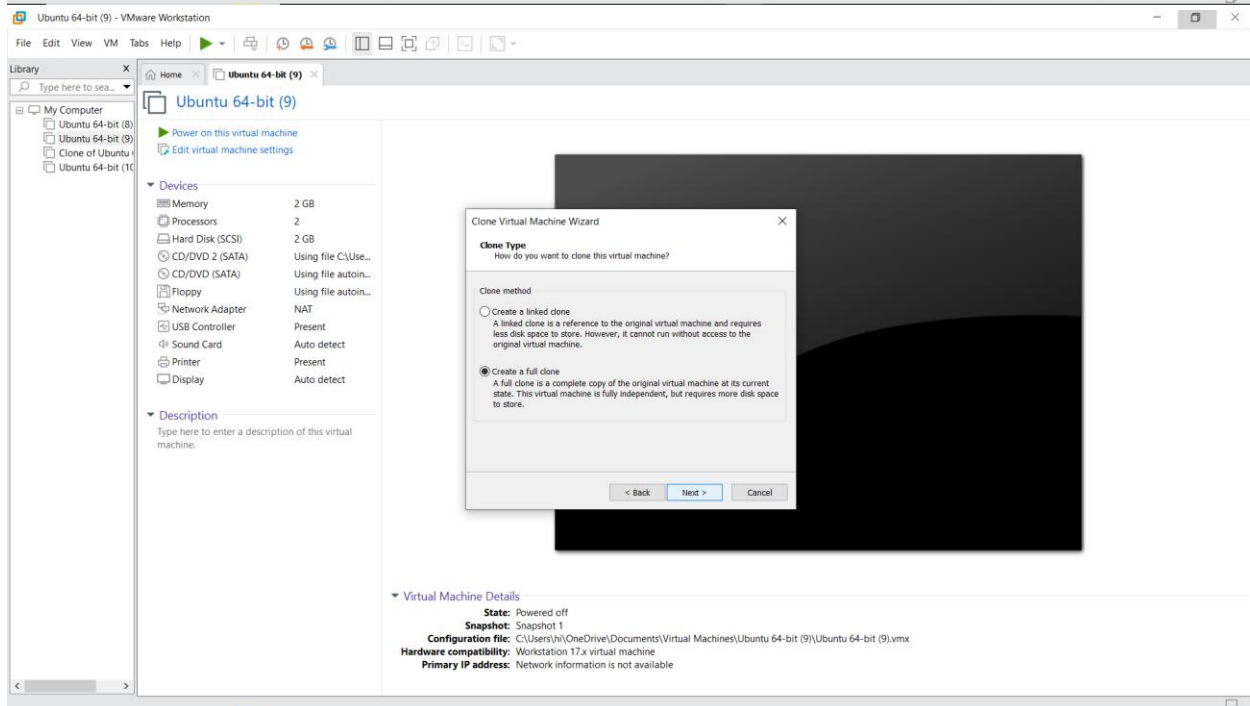 Ubuntu 64-bit (9) - VMware Workstation
File Edit View VM Tabs Help
Library X
Type here to sea...
My Computer
Ubuntu 64-bit (8)
Ubuntu 64-bit (9)
Clone of Ubuntu
Ubuntu 64-bit (10
Home
Ubuntu 64-bit (9)
Ubuntu 64-bit (9)
Power on this virtual machine
Edit virtual machine settings
Devices
Memory 2 GB
Processors 2
Hard Disk (SCSI) 2 GB
CD/DVD 2 (SATA) Using file C:\Use...
CD/DVD (SATA) Using file autoin...
Floppy Using file autoin...
Network Adapter NAT
USB Controller Present
Sound Card Auto detect
Printer Present
Display Auto detect
Description
Type here to enter a description of this virtual
machine.
Clone Virtual Machine Wizard
Clone Type
How do you want to clone this virtual machine?
Clone method
Create a linked clone
A linked clone is a reference to the original virtual machine and requires
less disk space to store. However, it cannot run without access to the
original virtual machine.
Create a full clone
A full clone is a complete copy of the original virtual machine at its current
state. This virtual machine is fully independent, but requires more disk space
to store.
< Back Next > Cancel
Virtual Machine Details
State: Powered off
Snapshot: Snapshot 1
Configuration file: C:\Users\hi\OneDrive\Documents\Virtual Machines\Ubuntu 64-bit (9)\Ubuntu 64-bit (9).vmx
Hardware compatibility: Workstation 17.x virtual machine
Primary IP address: Network information is not available